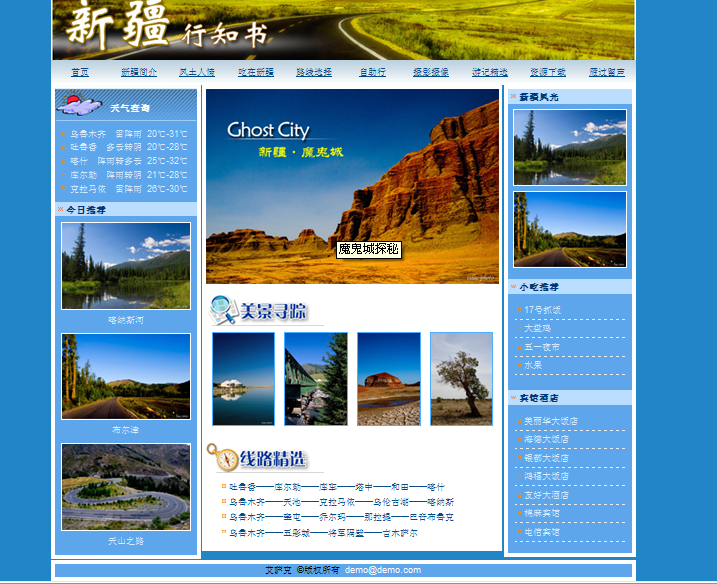 新疆行知书
首页 新疆简介 风土人情 吃在新疆 路线选择 自助行 摄影摄像 游记精选 资源下载 雁过留声
天气查询
乌鲁木齐 雷阵雨 20℃-31℃
吐鲁番 多云转阴 20℃-28℃
喀什 阵雨转多云 25℃-32℃
库尔勒 阵雨转阴 21℃-28℃
克拉马依 雷阵雨 26℃-30℃
今日推荐
喀纳斯河
布尔津
天山之路
Ghost City
新疆·魔鬼城
魔鬼城探秘
美景寻踪
线路精选
吐鲁番——库尔勒——库车——塔中——和田——喀什
乌鲁木齐——天池——克拉马依——乌伦古湖——喀纳斯
乌鲁木齐——奎屯——乔尔玛——那拉提——巴音布鲁克
乌鲁木齐——五彩城——将军隔壁——吉木萨尔
新疆风光
小吃推荐
17号抓饭
大盘鸡
五一夜市
水果
宾馆酒店
美丽华大饭店
海德大饭店
银都大饭店
鸿福大饭店
友好大酒店
棉麻宾馆
电信宾馆
艾萨克 ©版权所有 demo@demo.com